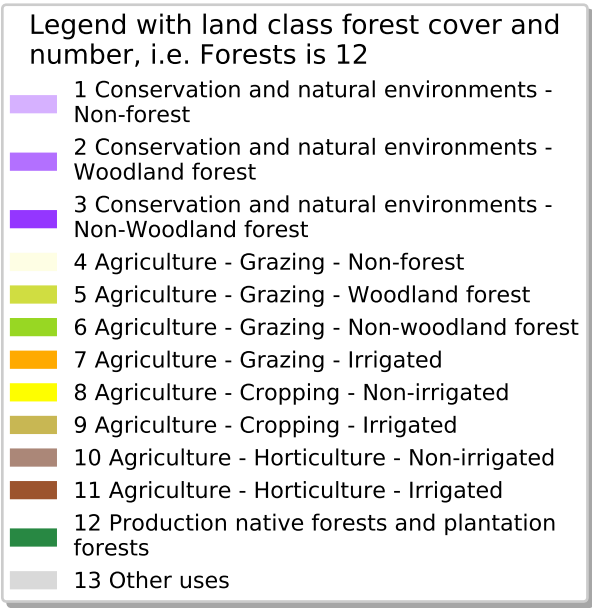 Legend with land class forest cover and
number, i.e. Forests is 12
1 Conservation and natural environments -
Non-forest
2 Conservation and natural environments -
Woodland forest
3 Conservation and natural environments -
Non-Woodland forest
4 Agriculture - Grazing - Non-forest
5 Agriculture - Grazing - Woodland forest
6 Agriculture - Grazing - Non-woodland forest
7 Agriculture - Grazing - Irrigated
8 Agriculture - Cropping - Non-irrigated
9 Agriculture - Cropping - Irrigated
10 Agriculture - Horticulture - Non-irrigated
11 Agriculture - Horticulture - Irrigated
12 Production native forests and plantation
forests
13 Other uses